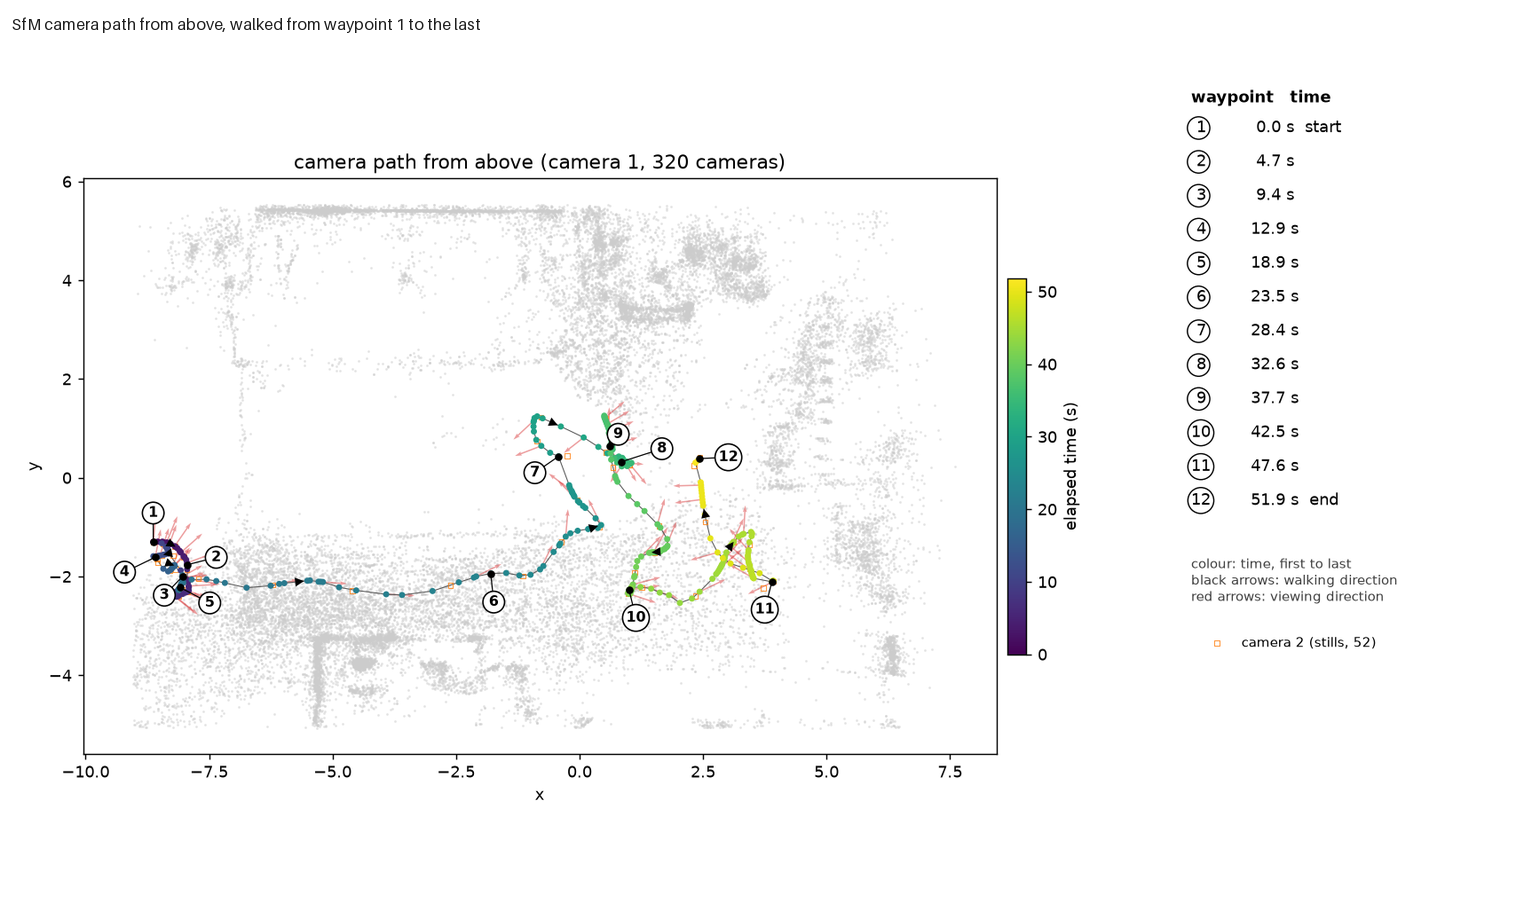 SfM camera path from above, walked from waypoint 1 to the last
camera path from above (camera 1, 320 cameras)
6
4
2
0
−2
−4
y
−10.0 −7.5 −5.0 −2.5 0.0 2.5 5.0 7.5
x
1
2
3
4
5
6
7
8
9
10
11
12
50
40
30
20
10
0
elapsed time (s)
waypoint time
1 0.0 s start
2 4.7 s
3 9.4 s
4 12.9 s
5 18.9 s
6 23.5 s
7 28.4 s
8 32.6 s
9 37.7 s
10 42.5 s
11 47.6 s
12 51.9 s end
colour: time, first to last
black arrows: walking direction
red arrows: viewing direction
camera 2 (stills, 52)